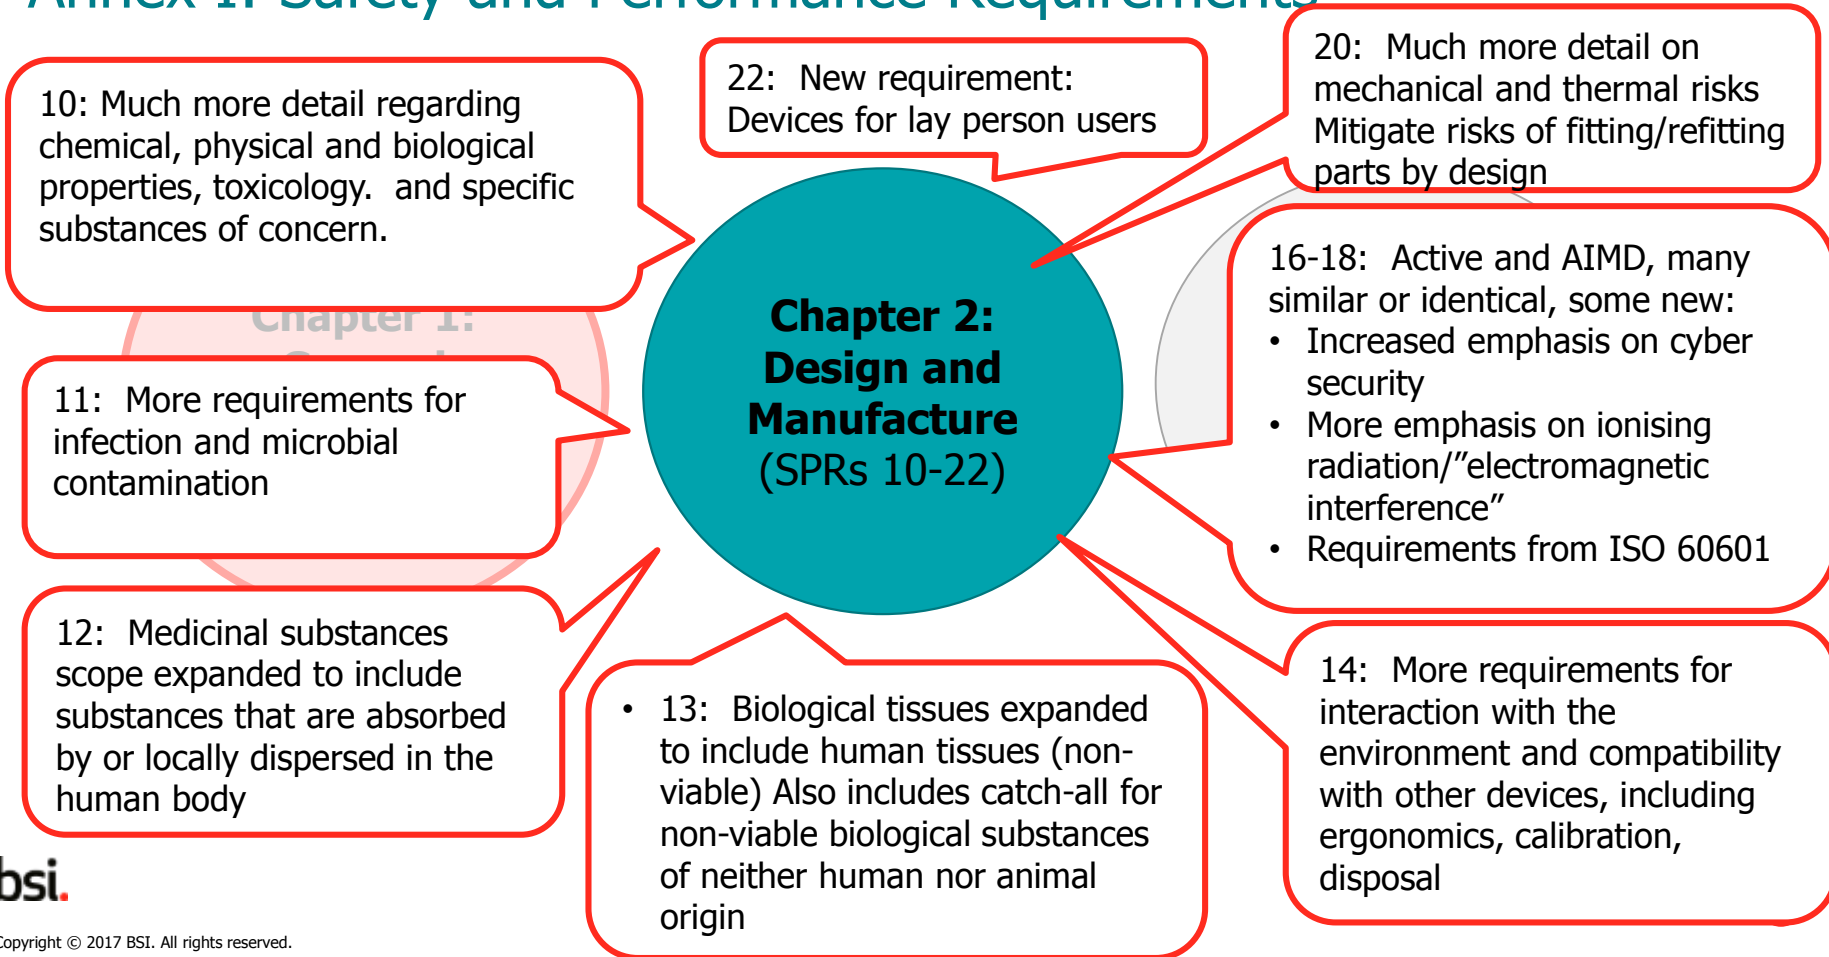 Annex I: Safety and Performance Requirements
10: Much more detail regarding
chemical, physical and biological
properties, toxicology.  and specific
substances of concern.
22:  New requirement:
Devices for lay person users
20:  Much more detail on
mechanical and thermal risks
Mitigate risks of fitting/refitting
parts by design
Chapter 1:
11:  More requirements for
infection and microbial
contamination
Chapter 2:
Design and
Manufacture
(SPRs 10-22)
16-18:  Active and AIMD, many
similar or identical, some new:
• Increased emphasis on cyber
security
• More emphasis on ionising
radiation/”electromagnetic
interference”
• Requirements from ISO 60601
12:  Medicinal substances
scope expanded to include
substances that are absorbed
by or locally dispersed in the
human body
• 13:  Biological tissues expanded
to include human tissues (non-
viable) Also includes catch-all for
non-viable biological substances
of neither human nor animal
origin
14:  More requirements for
interaction with the
environment and compatibility
with other devices, including
ergonomics, calibration,
disposal
bsi.
Copyright © 2017 BSI. All rights reserved.